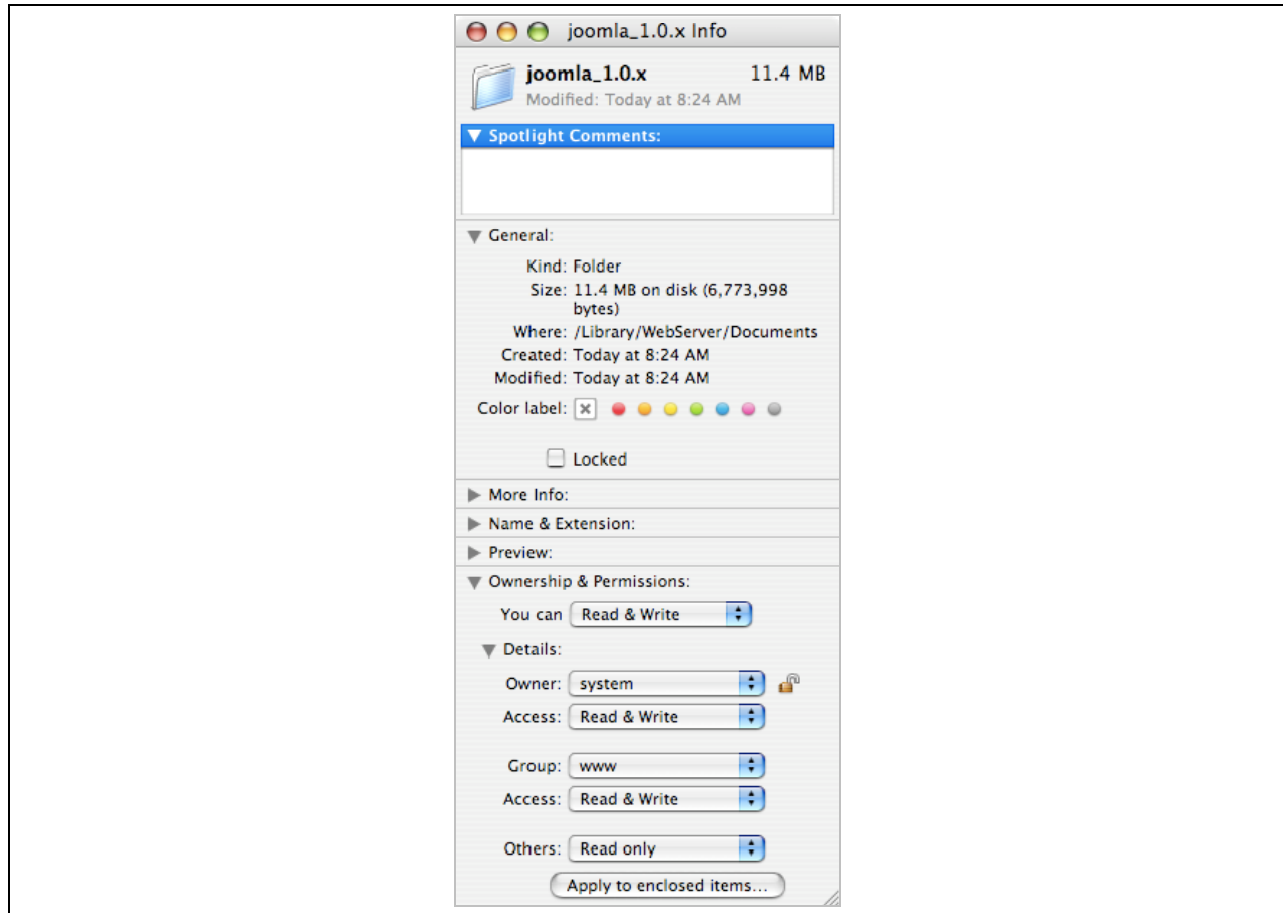 joomla_1.0.x Info
joomla_1.0.x 11.4 MB
Modified: Today at 8:24 AM
Spotlight Comments:
General:
Kind: Folder
Size: 11.4 MB on disk (6,773,998
bytes)
Where: /Library/WebServer/Documents
Created: Today at 8:24 AM
Modified: Today at 8:24 AM
Color label:
Locked
More Info:
Name & Extension:
Preview:
Ownership & Permissions:
You can Read & Write
Details:
Owner: system
Access: Read & Write
Group: www
Access: Read & Write
Others: Read only
Apply to enclosed items...